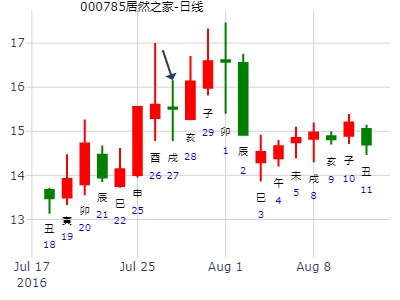 000785居然之家-日线
17
16
15
14
13
丑
18
寅
19
卯
20
辰
21
巳
22
申
25
酉
26
戌
27
亥
28
子
29
卯
1
辰
2
巳
3
午
4
未
5
戌
8
亥
9
子
10
丑
11
Jul 17
2016
Jul 25
Aug 1
Aug 8